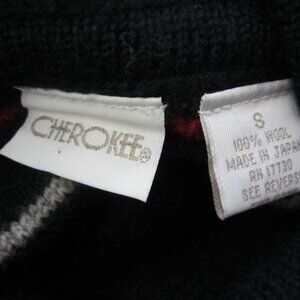 CHEROKEE®
S
100% WOOL
MADE IN JAPAN
RN 17730
SEE REVERSE